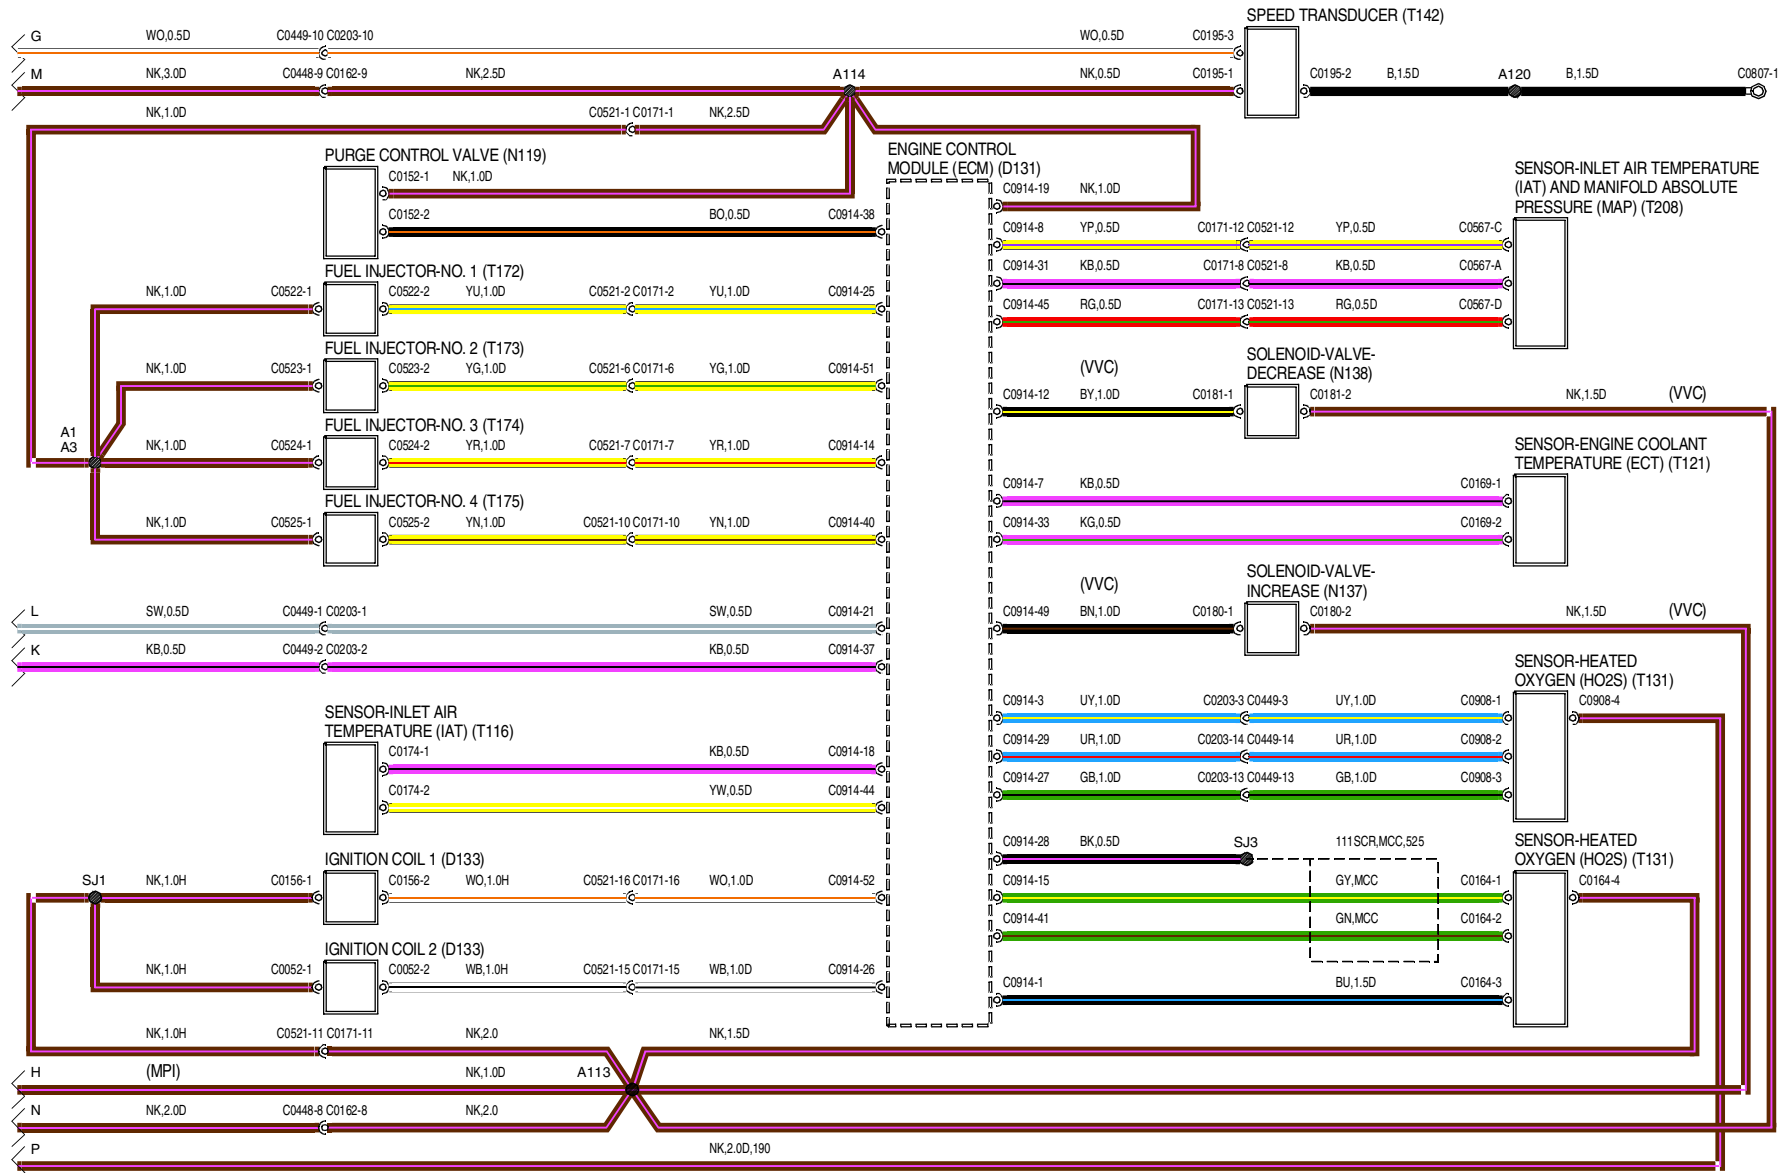 SPEED TRANSDUCER (T142)
G WO,0.5D C0449-10 C0203-10 WO,0.5D C0195-3
M NK,3.0D C0448-9 C0162-9 NK,2.5D A114 NK,0.5D C0195-1 C0195-2 B,1.5D A120 B,1.5D C0807-1
NK,1.0D C0521-1 C0171-1 NK,2.5D
PURGE CONTROL VALVE (N119)
C0152-1 NK,1.0D
C0152-2 BO,0.5D C0914-38
ENGINE CONTROL
MODULE (ECM) (D131)
C0914-19 NK,1.0D
SENSOR-INLET AIR TEMPERATURE
(IAT) AND MANIFOLD ABSOLUTE
PRESSURE (MAP) (T208)
C0914-8 YP,0.5D C0171-12 C0521-12 YP,0.5D C0567-C
C0914-31 KB,0.5D C0171-8 C0521-8 KB,0.5D C0567-A
C0914-45 RG,0.5D C0171-13 C0521-13 RG,0.5D C0567-D
FUEL INJECTOR-NO. 1 (T172)
NK,1.0D C0522-1 C0522-2 YU,1.0D C0521-2 C0171-2 YU,1.0D C0914-25
FUEL INJECTOR-NO. 2 (T173)
NK,1.0D C0523-1 C0523-2 YG,1.0D C0521-6 C0171-6 YG,1.0D C0914-51
SOLENOID-VALVE-
DECREASE (N138)
(VVC)
C0914-12 BY,1.0D C0181-1 C0181-2 NK,1.5D (VVC)
A1
A3
FUEL INJECTOR-NO. 3 (T174)
NK,1.0D C0524-1 C0524-2 YR,1.0D C0521-7 C0171-7 YR,1.0D C0914-14
SENSOR-ENGINE COOLANT
TEMPERATURE (ECT) (T121)
C0914-7 KB,0.5D C0169-1
C0914-33 KG,0.5D C0169-2
FUEL INJECTOR-NO. 4 (T175)
NK,1.0D C0525-1 C0525-2 YN,1.0D C0521-10 C0171-10 YN,1.0D C0914-40
SOLENOID-VALVE-
INCREASE (N137)
(VVC)
C0914-49 BN,1.0D C0180-1 C0180-2 NK,1.5D (VVC)
L SW,0.5D C0449-1 C0203-1 SW,0.5D C0914-21
K KB,0.5D C0449-2 C0203-2 KB,0.5D C0914-37
SENSOR-HEATED
OXYGEN (HO2S) (T131)
C0914-3 UY,1.0D C0203-3 C0449-3 UY,1.0D C0908-1 C0908-4
C0914-29 UR,1.0D C0203-14 C0449-14 UR,1.0D C0908-2
C0914-27 GB,1.0D C0203-13 C0449-13 GB,1.0D C0908-3
SENSOR-INLET AIR
TEMPERATURE (IAT) (T116)
C0174-1 KB,0.5D C0914-18
C0174-2 YW,0.5D C0914-44
SENSOR-HEATED
OXYGEN (HO2S) (T131)
C0914-28 BK,0.5D SJ3 111SCR,MCC,525
C0914-15 GY,MCC C0164-1 C0164-4
C0914-41 GN,MCC C0164-2
C0914-1 BU,1.5D C0164-3
IGNITION COIL 1 (D133)
SJ1 NK,1.0H C0156-1 C0156-2 WO,1.0H C0521-16 C0171-16 WO,1.0D C0914-52
IGNITION COIL 2 (D133)
NK,1.0H C0052-1 C0052-2 WB,1.0H C0521-15 C0171-15 WB,1.0D C0914-26
NK,1.0H C0521-11 C0171-11 NK,2.0 NK,1.5D
H (MPI) NK,1.0D A113
N NK,2.0D C0448-8 C0162-8 NK,2.0
P NK,2.0D,190